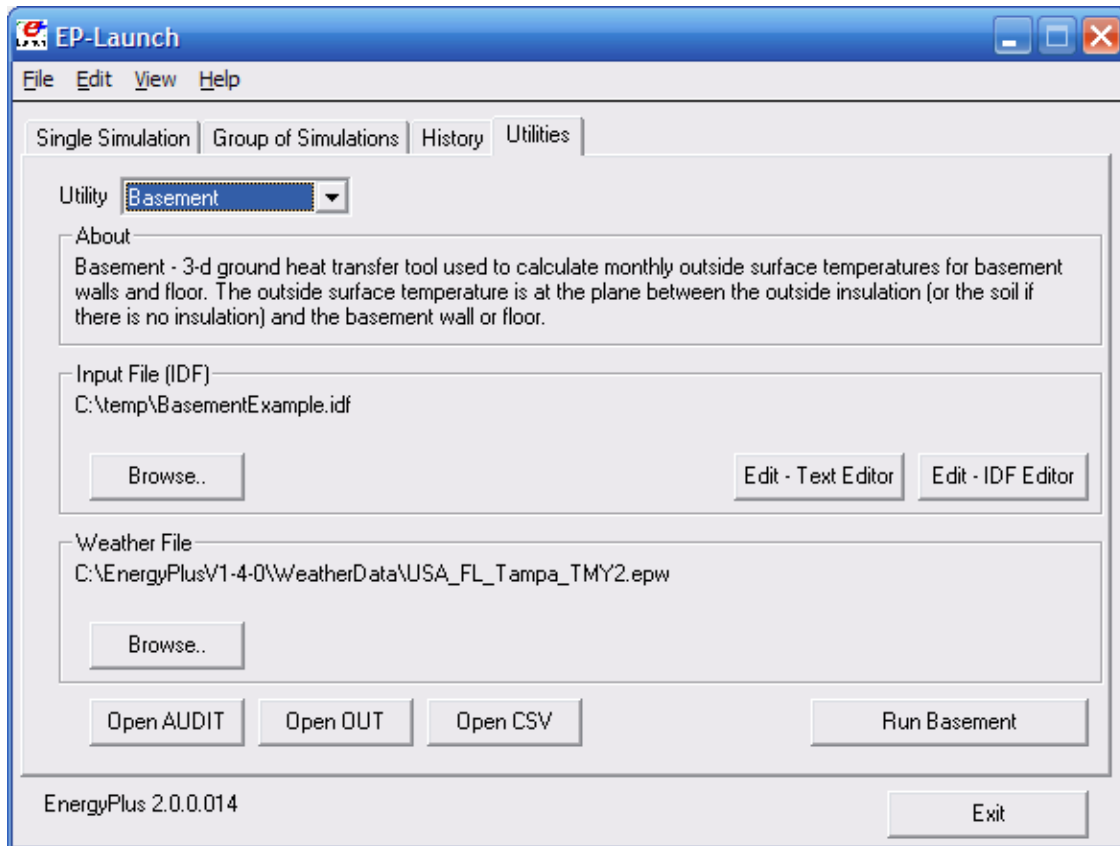 EP-Launch
File Edit View Help
Single Simulation Group of Simulations History Utilities
Utility Basement
About
Basement - 3-d ground heat transfer tool used to calculate monthly outside surface temperatures for basement
walls and floor. The outside surface temperature is at the plane between the outside insulation (or the soil if
there is no insulation) and the basement wall or floor.
Input File (IDF)
C:\temp\BasementExample.idf
Browse.. Edit - Text Editor Edit - IDF Editor
Weather File
C:\EnergyPlusV1-4-0\WeatherData\USA_FL_Tampa_TMY2.epw
Browse..
Open AUDIT Open OUT Open CSV Run Basement
EnergyPlus 2.0.0.014 Exit